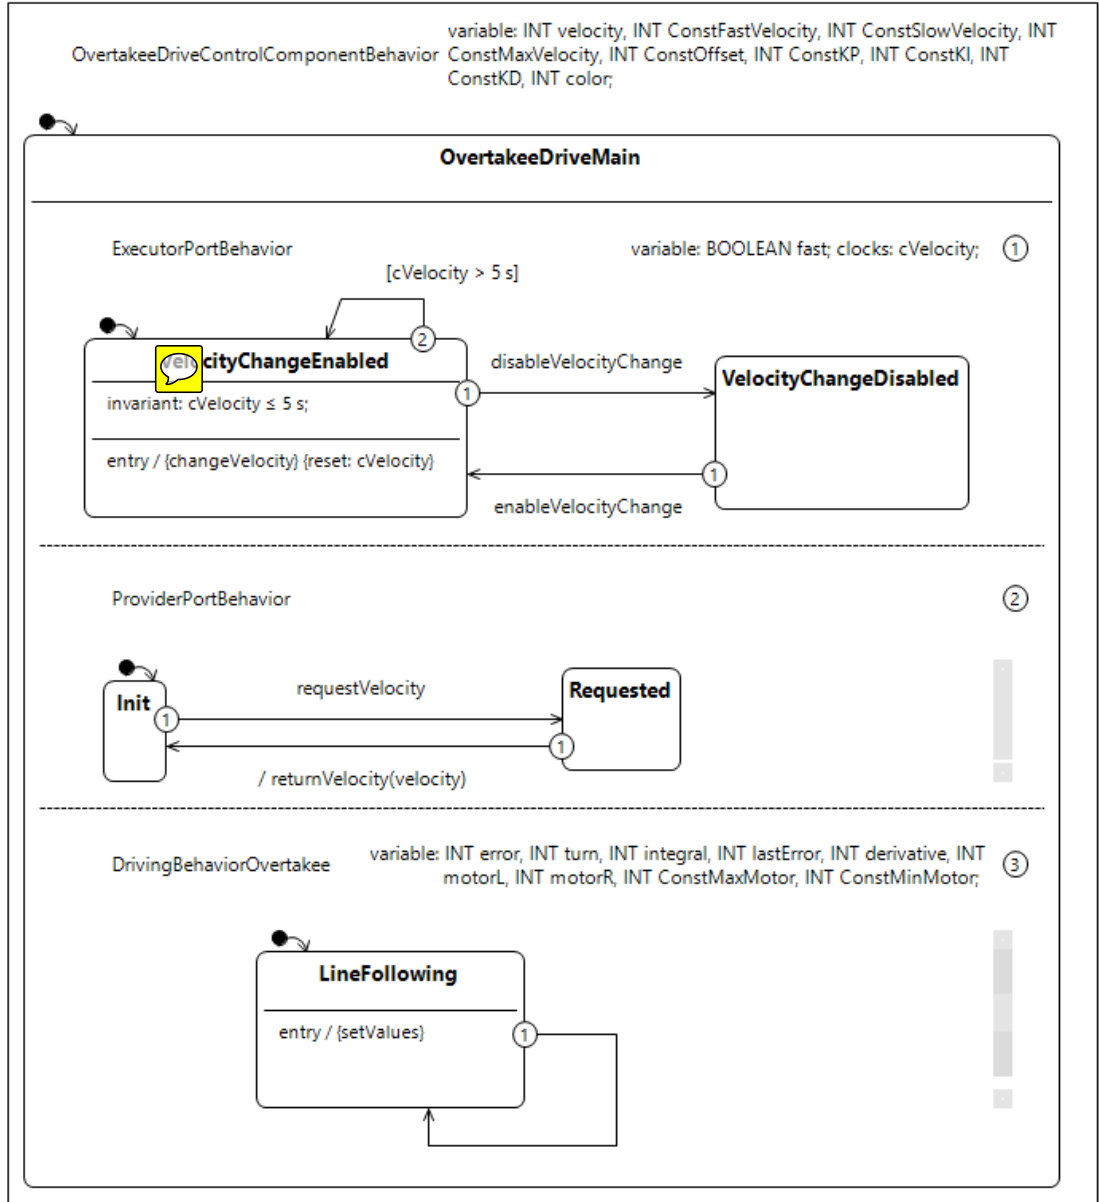 variable: INT velocity, INT ConstFastVelocity, INT ConstSlowVelocity, INT
OvertakeeDriveControlComponentBehavior ConstMaxVelocity, INT ConstOffset, INT ConstKP, INT ConstKI, INT
ConstKD, INT color;
OvertakeeDriveMain
ExecutorPortBehavior
variable: BOOLEAN fast; clocks: cVelocity;
1
[cVelocity > 5 s]
2
cityChangeEnabled
invariant: cVelocity ≤ 5 s;
entry / {changeVelocity} {reset: cVelocity}
1
disableVelocityChange
VelocityChangeDisabled
1
enableVelocityChange
ProviderPortBehavior
2
Init
1
requestVelocity
Requested
1
/ returnVelocity(velocity)
DrivingBehaviorOvertakee
variable: INT error, INT turn, INT integral, INT lastError, INT derivative, INT
motorL, INT motorR, INT ConstMaxMotor, INT ConstMinMotor;
3
LineFollowing
entry / {setValues}
1